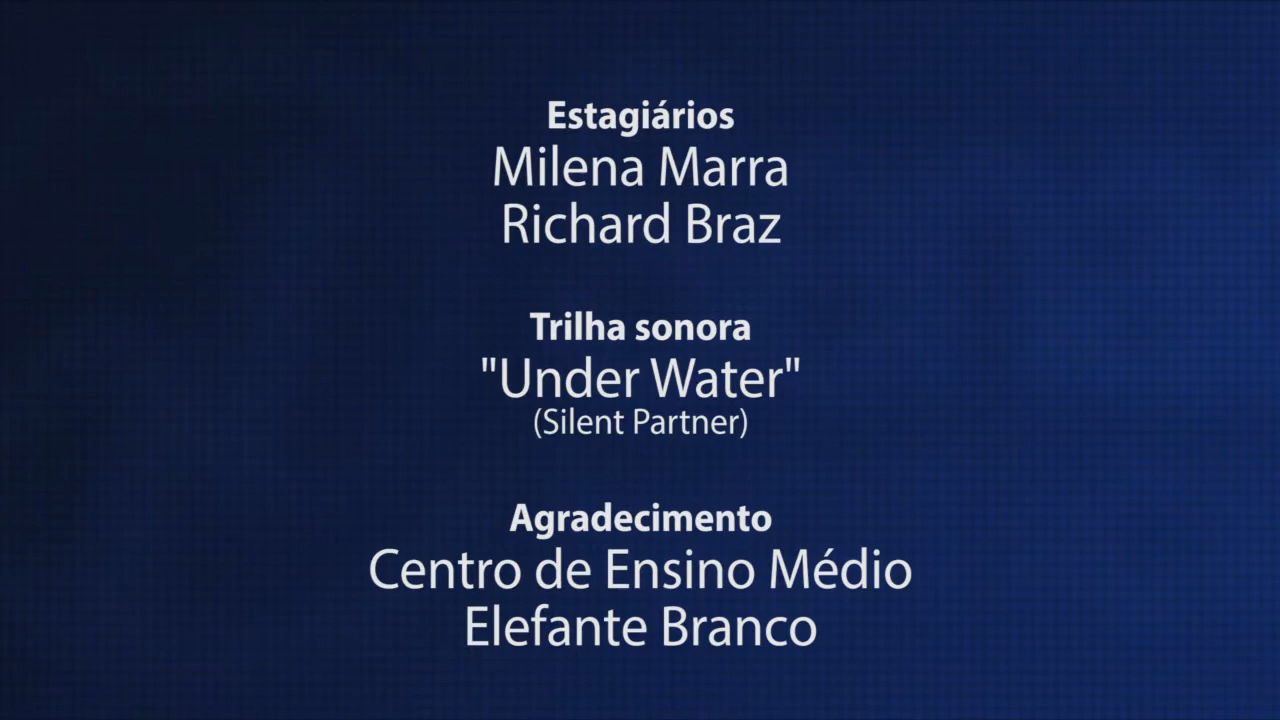 Estagiários
Milena Marra
Richard Braz
Trilha sonora
"Under Water"
(Silent Partner)
Agradecimento
Centro de Ensino Médio
Elefante Branco